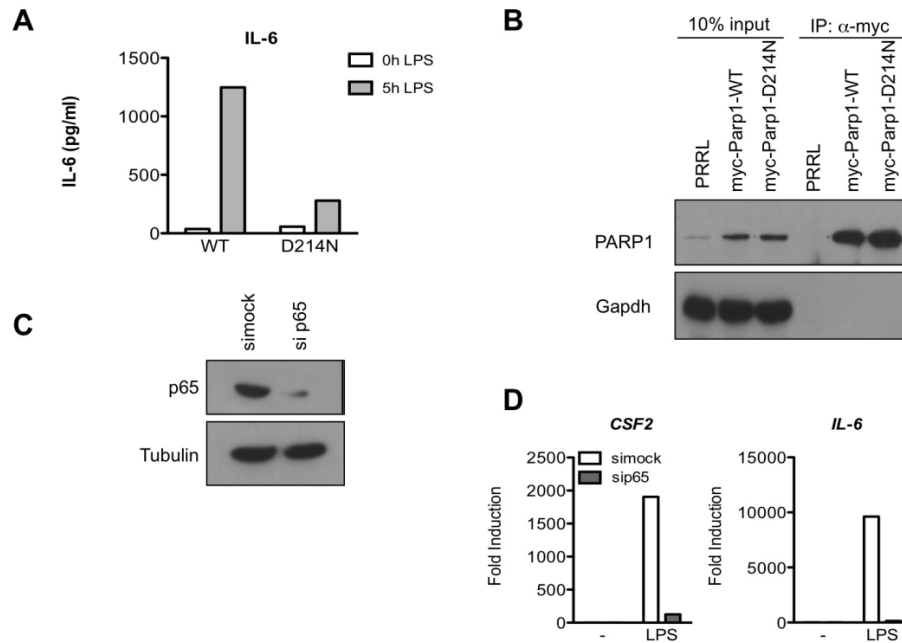 A
IL-6
IL-6 (pg/ml)
1500
1000
500
0
WT
D214N
0h LPS
5h LPS
B
10% input
IP: α-myc
PRRL
myc-Parp1-WT
myc-Parp1-D214N
PRRL
myc-Parp1-WT
myc-Parp1-D214N
PARP1
Gapdh
C
simock
si p65
p65
Tubulin
D
CSF2
Fold Induction
2500
2000
1500
1000
500
0
simock
sip65
-
LPS
IL-6
Fold Induction
15000
10000
5000
0
-
LPS